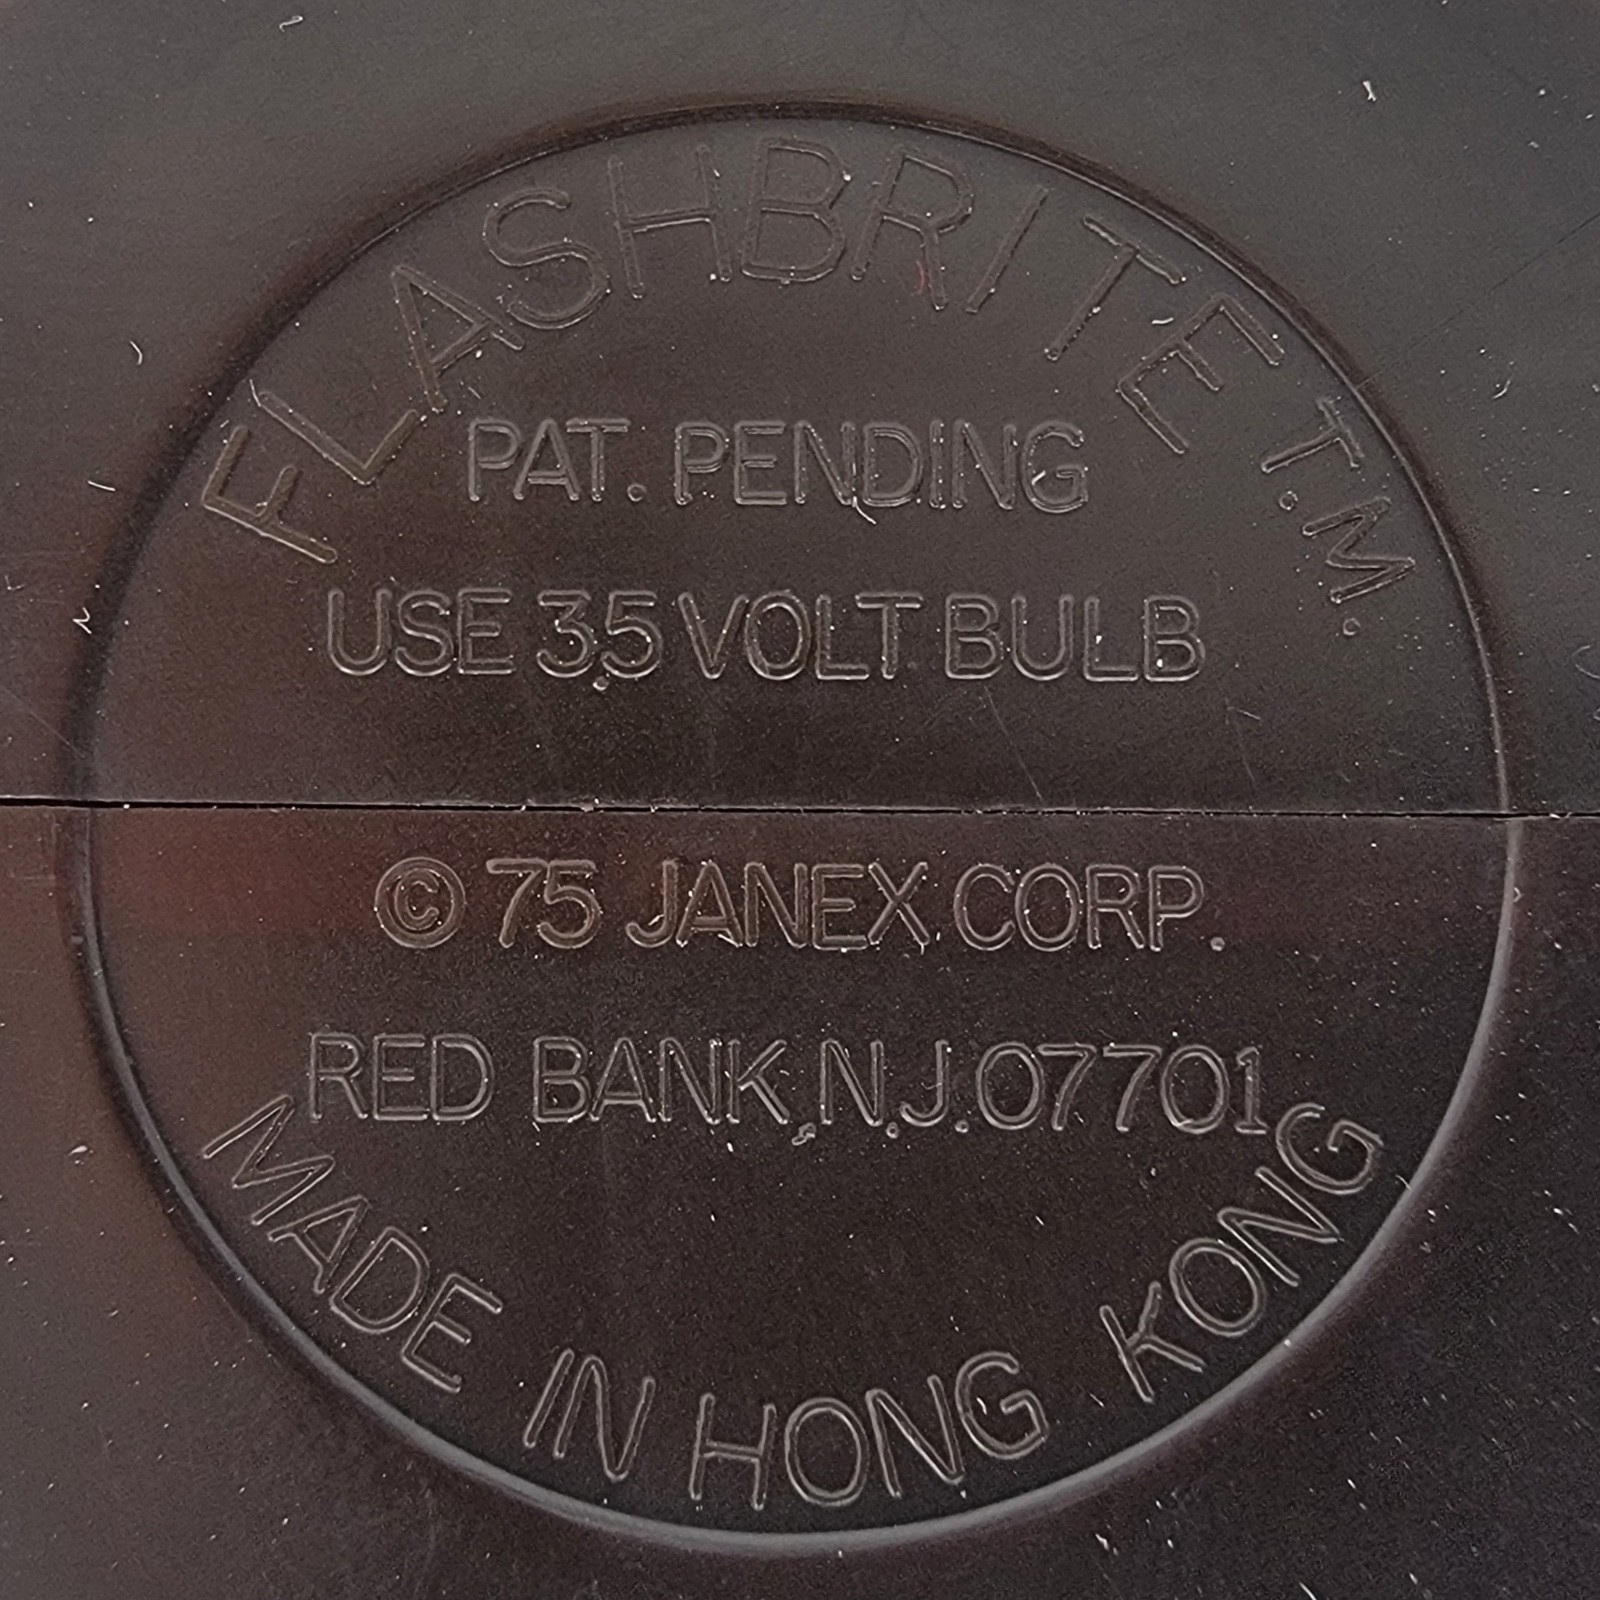 FLASHBRITE T.M.
PAT. PENDING
USE 3.5 VOLT BULB
© 75 JANEX CORP.
RED BANK, N.J. 07701
MADE IN HONG KONG